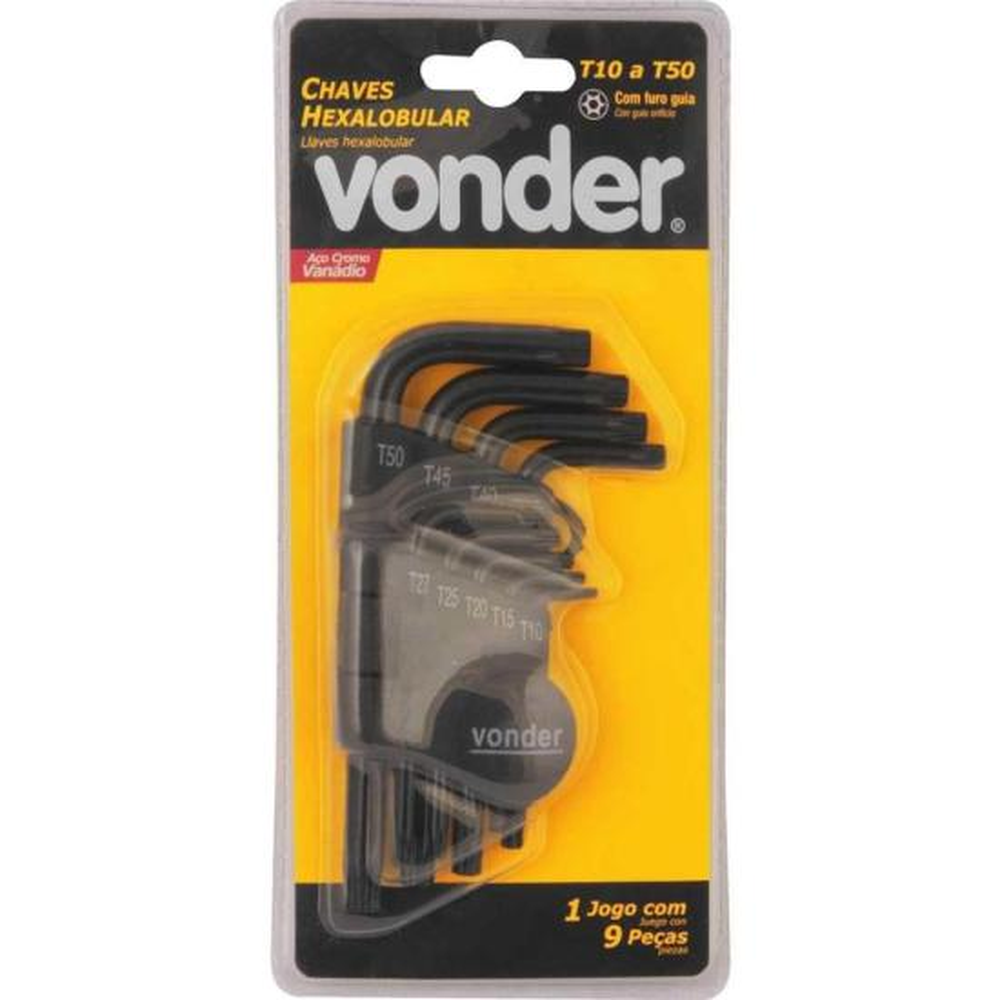 T10 a T50
CHAVES
HEXALOBULAR
Llaves hexalobular
Com furo guia
Con guia orificio
vonder®
Aço Cromo
Vanádio
T50
T45
T40
T27
T25
T20
T15
T10
vonder
1 Jogo com
Juego con
9 Peças
piezas